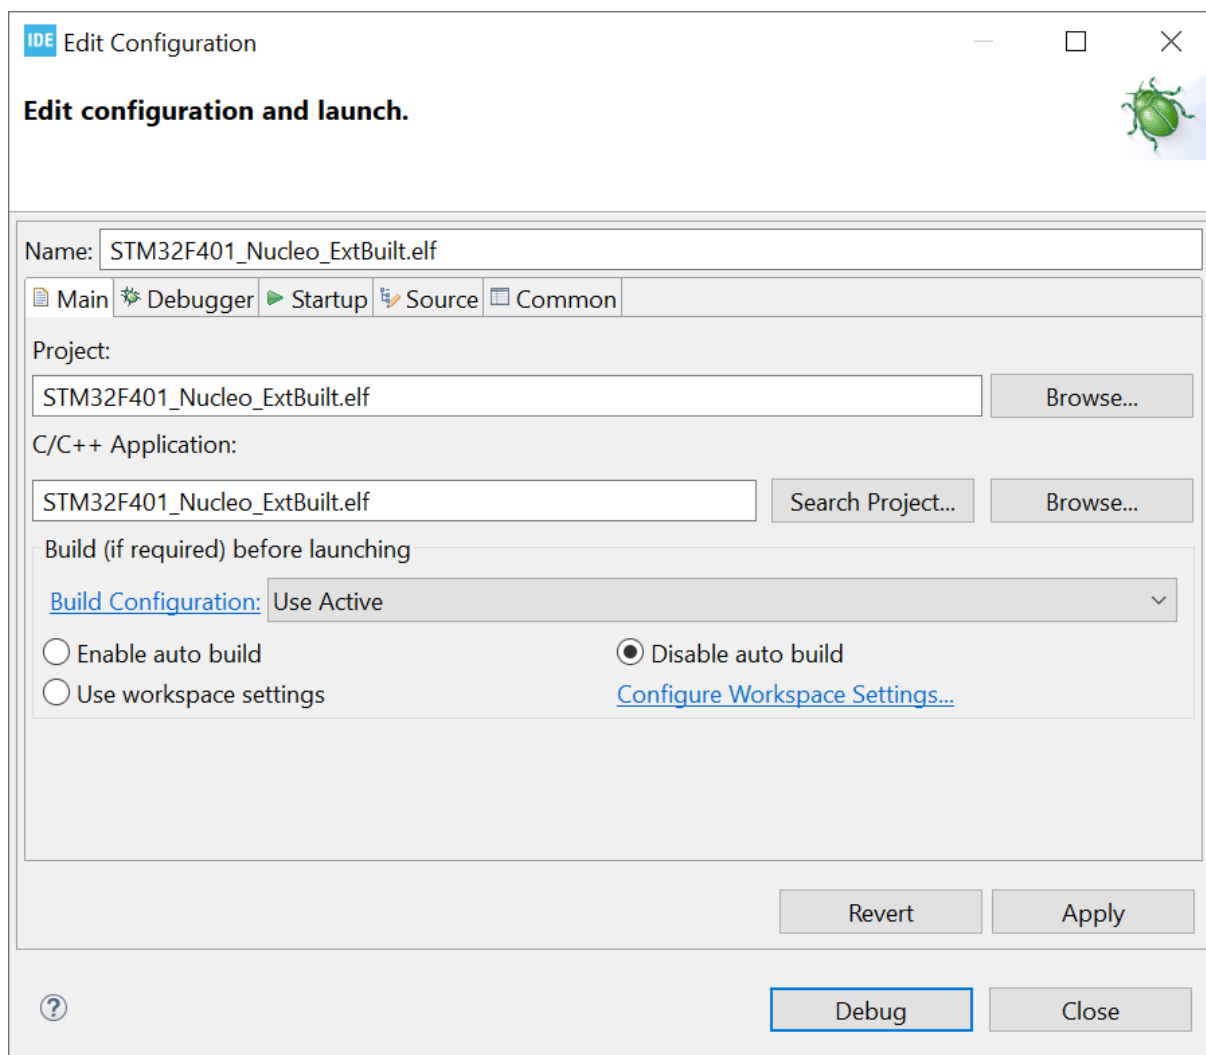 IDE Edit Configuration
Edit configuration and launch.
Name: STM32F401_Nucleo_ExtBuilt.elf
Main Debugger Startup Source Common
Project:
STM32F401_Nucleo_ExtBuilt.elf Browse...
C/C++ Application:
STM32F401_Nucleo_ExtBuilt.elf Search Project... Browse...
Build (if required) before launching
Build Configuration: Use Active
Enable auto build Disable auto build
Use workspace settings Configure Workspace Settings...
Revert Apply
? Debug Close